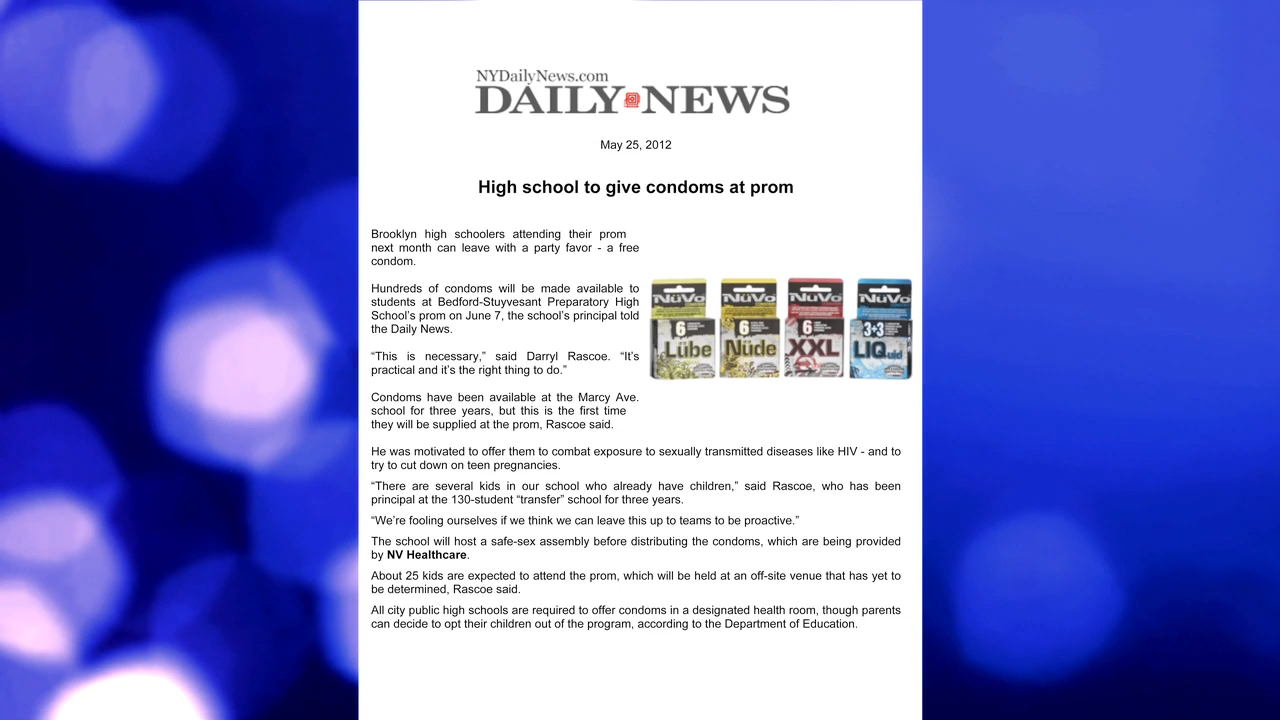 NYDailyNews.com
DAILY NEWS
May 25, 2012
High school to give condoms at prom
Brooklyn high schoolers attending their prom
next month can leave with a party favor - a free
condom.
Hundreds of condoms will be made available to
students at Bedford-Stuyvesant Preparatory High
School's prom on June 7, the school's principal told
the Daily News.
“This is necessary,” said Darryl Rascoe. “It's
practical and it's the right thing to do.”
Condoms have been available at the Marcy Ave.
school for three years, but this is the first time
they will be supplied at the prom, Rascoe said.
NüVo NüVo NüVo NüVo
6 6 6 3+3
Lübe Nüde XXL LIQuid
He was motivated to offer them to combat exposure to sexually transmitted diseases like HIV - and to
try to cut down on teen pregnancies.
“There are several kids in our school who already have children,” said Rascoe, who has been
principal at the 130-student “transfer” school for three years.
“We're fooling ourselves if we think we can leave this up to teams to be proactive.”
The school will host a safe-sex assembly before distributing the condoms, which are being provided
by NV Healthcare.
About 25 kids are expected to attend the prom, which will be held at an off-site venue that has yet to
be determined, Rascoe said.
All city public high schools are required to offer condoms in a designated health room, though parents
can decide to opt their children out of the program, according to the Department of Education.